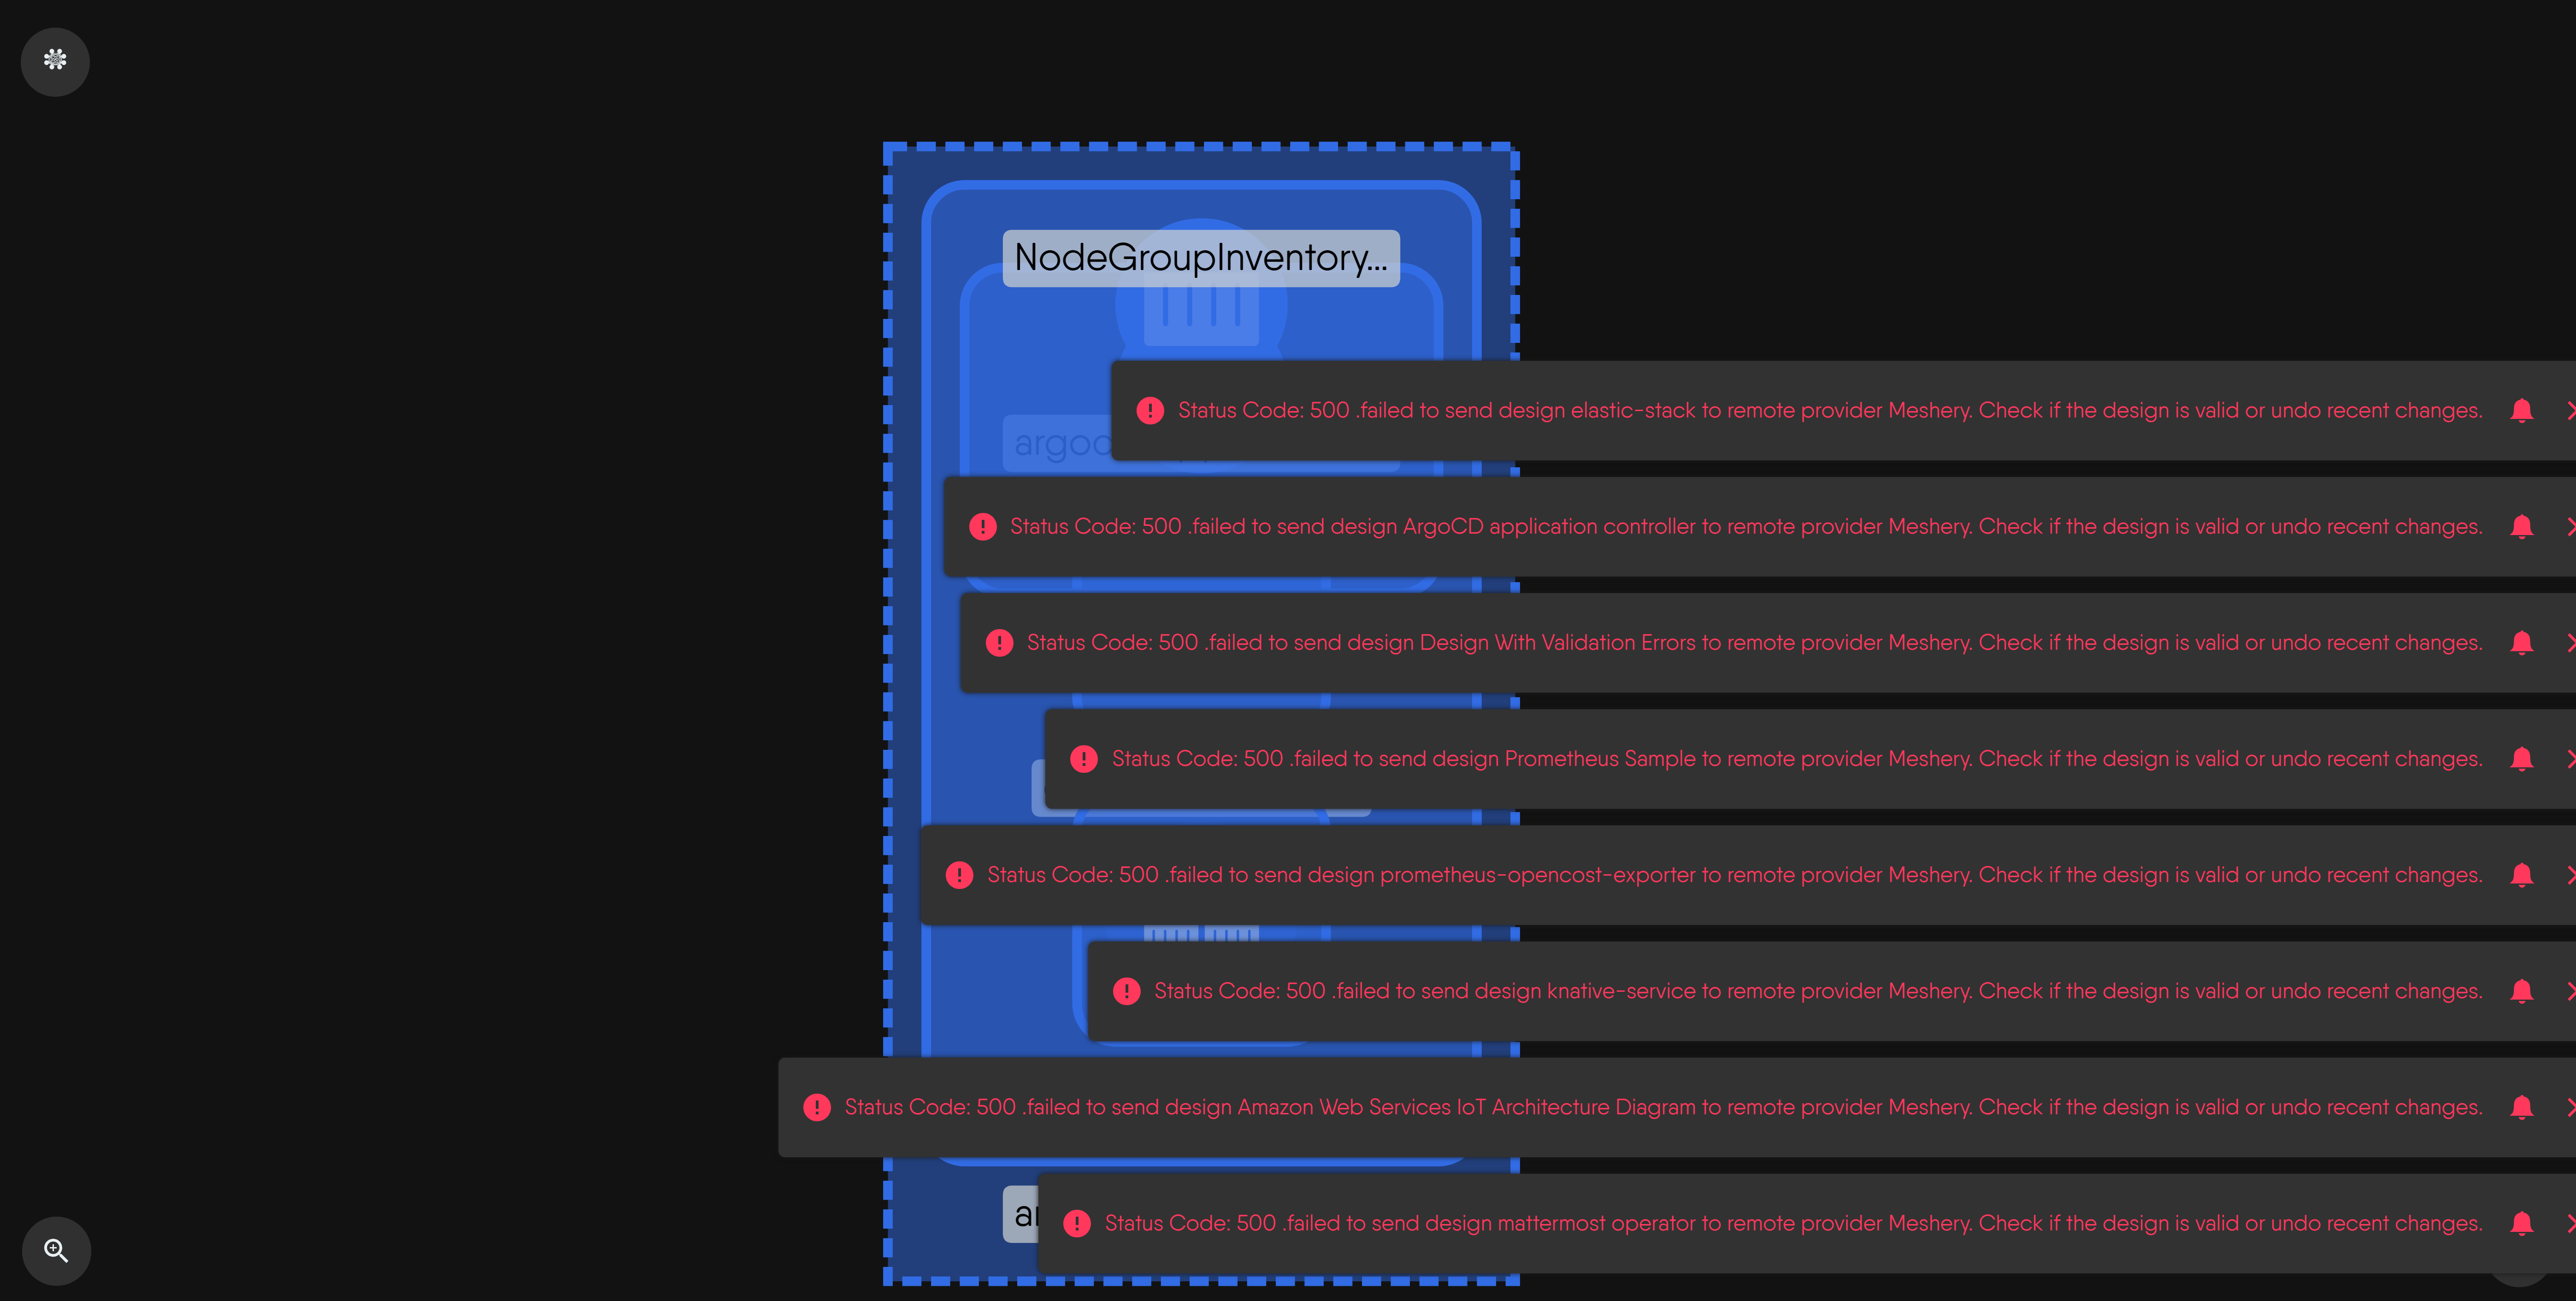 NodeGroupInventory...
Status Code: 500 .failed to send design elastic-stack to remote provider Meshery. Check if the design is valid or undo recent changes.
Status Code: 500 .failed to send design ArgoCD application controller to remote provider Meshery. Check if the design is valid or undo recent changes.
Status Code: 500 .failed to send design Design With Validation Errors to remote provider Meshery. Check if the design is valid or undo recent changes.
Status Code: 500 .failed to send design Prometheus Sample to remote provider Meshery. Check if the design is valid or undo recent changes.
Status Code: 500 .failed to send design prometheus-opencost-exporter to remote provider Meshery. Check if the design is valid or undo recent changes.
Status Code: 500 .failed to send design knative-service to remote provider Meshery. Check if the design is valid or undo recent changes.
Status Code: 500 .failed to send design Amazon Web Services IoT Architecture Diagram to remote provider Meshery. Check if the design is valid or undo recent changes.
Status Code: 500 .failed to send design mattermost operator to remote provider Meshery. Check if the design is valid or undo recent changes.